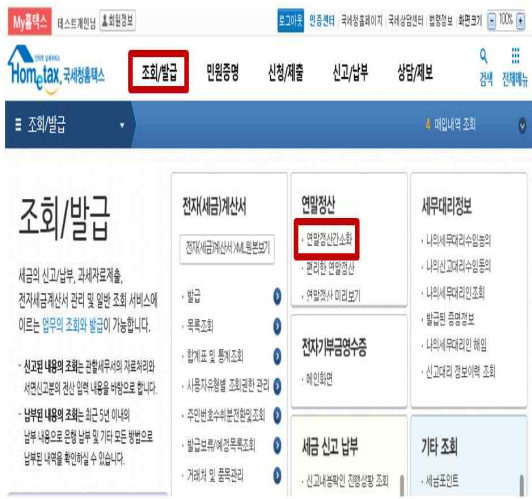 My홈택스 테스트개인님 회원정보 로그아웃 인증센터 국세청홈페이지 국세상담센터 법령정보 화면크기 100%
Hometax, 국세청홈택스 조회/발급 민원증명 신청/제출 신고/납부 상담/제보 검색 전체메뉴
조회/발급 4 매입내역 조회
조회/발급
세금의 신고/납부, 과세자료제출,
전자세금계산서 관리 및 일반 조회 서비스에
이르는 업무의 조회와 발급이 가능합니다.
- 신고된 내용의 조회는 관할세무서의 자료처리와
서면신고분의 전산 입력 내용을 바탕으로 합니다.
- 납부된 내용의 조회는 최근 5년 이내의
납부 내용으로 은행 납부 및 기타 모든 방법으로
납부된 내역을 확인하실 수 있습니다.
전자(세금)계산서
전자(세금)계산서 XML 원본보기
· 발급
· 목록조회
· 합계표 및 통계조회
· 사용자유형별 조회권한 관리
· 주민번호수취분전환및조회
· 발급보류/예정목록조회
· 거래처 및 품목관리
연말정산
· 연말정산간소화
· 편리한 연말정산
· 연말정산 미리보기
전자기부금영수증
· 메인화면
세금 신고 납부
· 신고내용확인 진행상황 조회
세무대리정보
· 나의세무대리수임동의
· 나의신고대리수임동의
· 나의세무대리인조회
· 발급된 증명정보
· 나의세무대리인 해임
· 신고대리 정보이력 조회
기타 조회
· 세금포인트